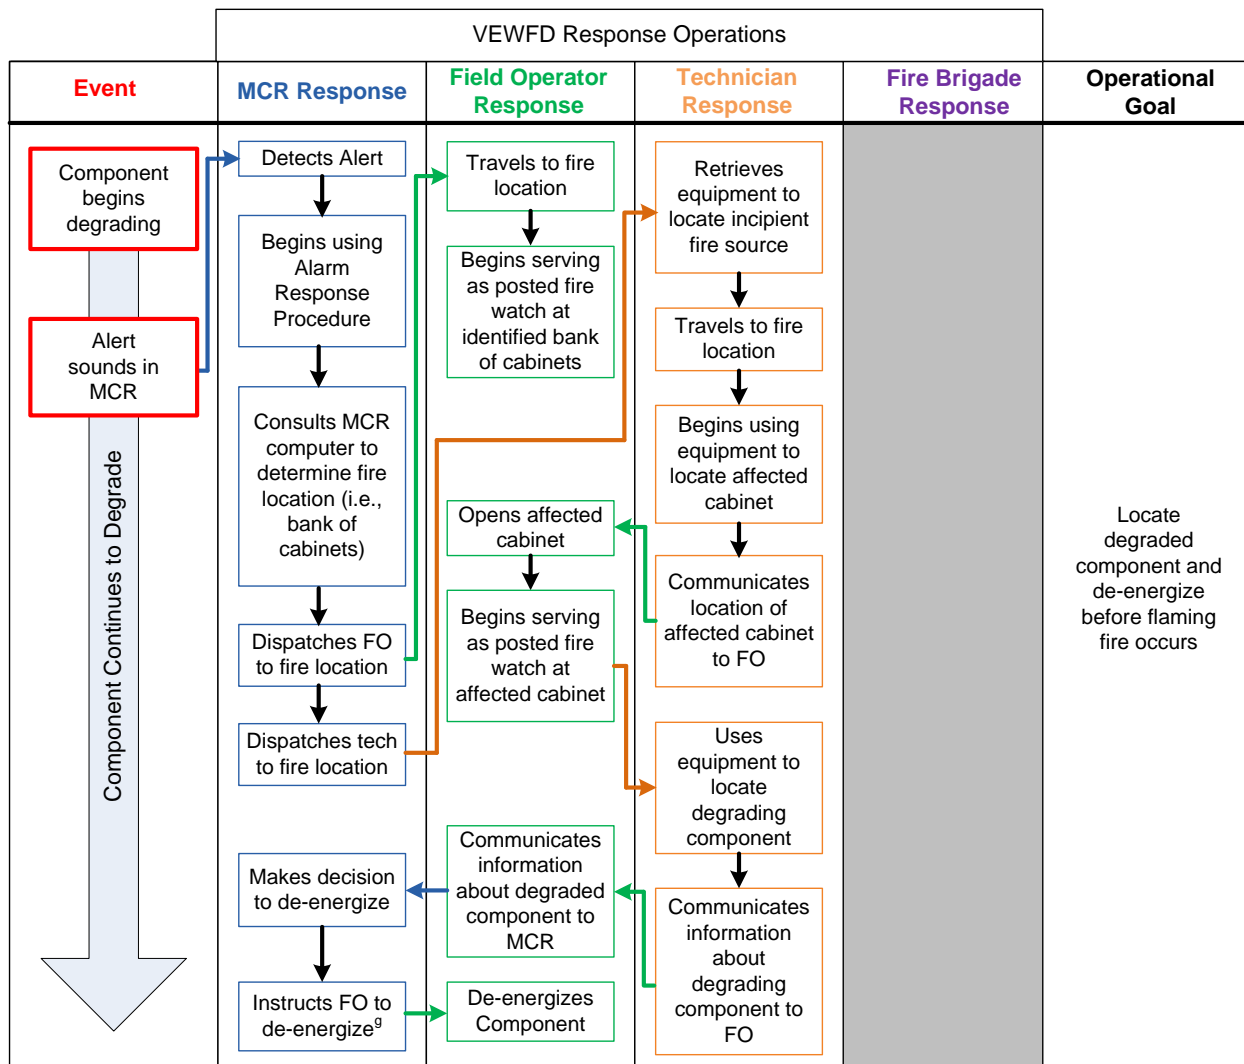 VEWFD Response Operations
Event
MCR Response
Field Operator
Response
Technician
Response
Fire Brigade
Response
Operational
Goal
Component
begins
degrading
Alert
sounds in
MCR
Component Continues to Degrade
Detects Alert
Begins using
Alarm
Response
Procedure
Consults MCR
computer to
determine fire
location (i.e.,
bank of
cabinets)
Dispatches FO
to fire location
Dispatches tech
to fire location
Makes decision
to de-energize
Instructs FO to
de-energizeᵍ
Travels to fire
location
Begins serving
as posted fire
watch at
identified bank
of cabinets
Opens affected
cabinet
Begins serving
as posted fire
watch at
affected cabinet
Communicates
information
about degraded
component to
MCR
De-energizes
Component
Retrieves
equipment to
locate incipient
fire source
Travels to fire
location
Begins using
equipment to
locate affected
cabinet
Communicates
location of
affected cabinet
to FO
Uses
equipment to
locate
degrading
component
Communicates
information
about
degrading
component to
FO
Locate
degraded
component and
de-energize
before flaming
fire occurs